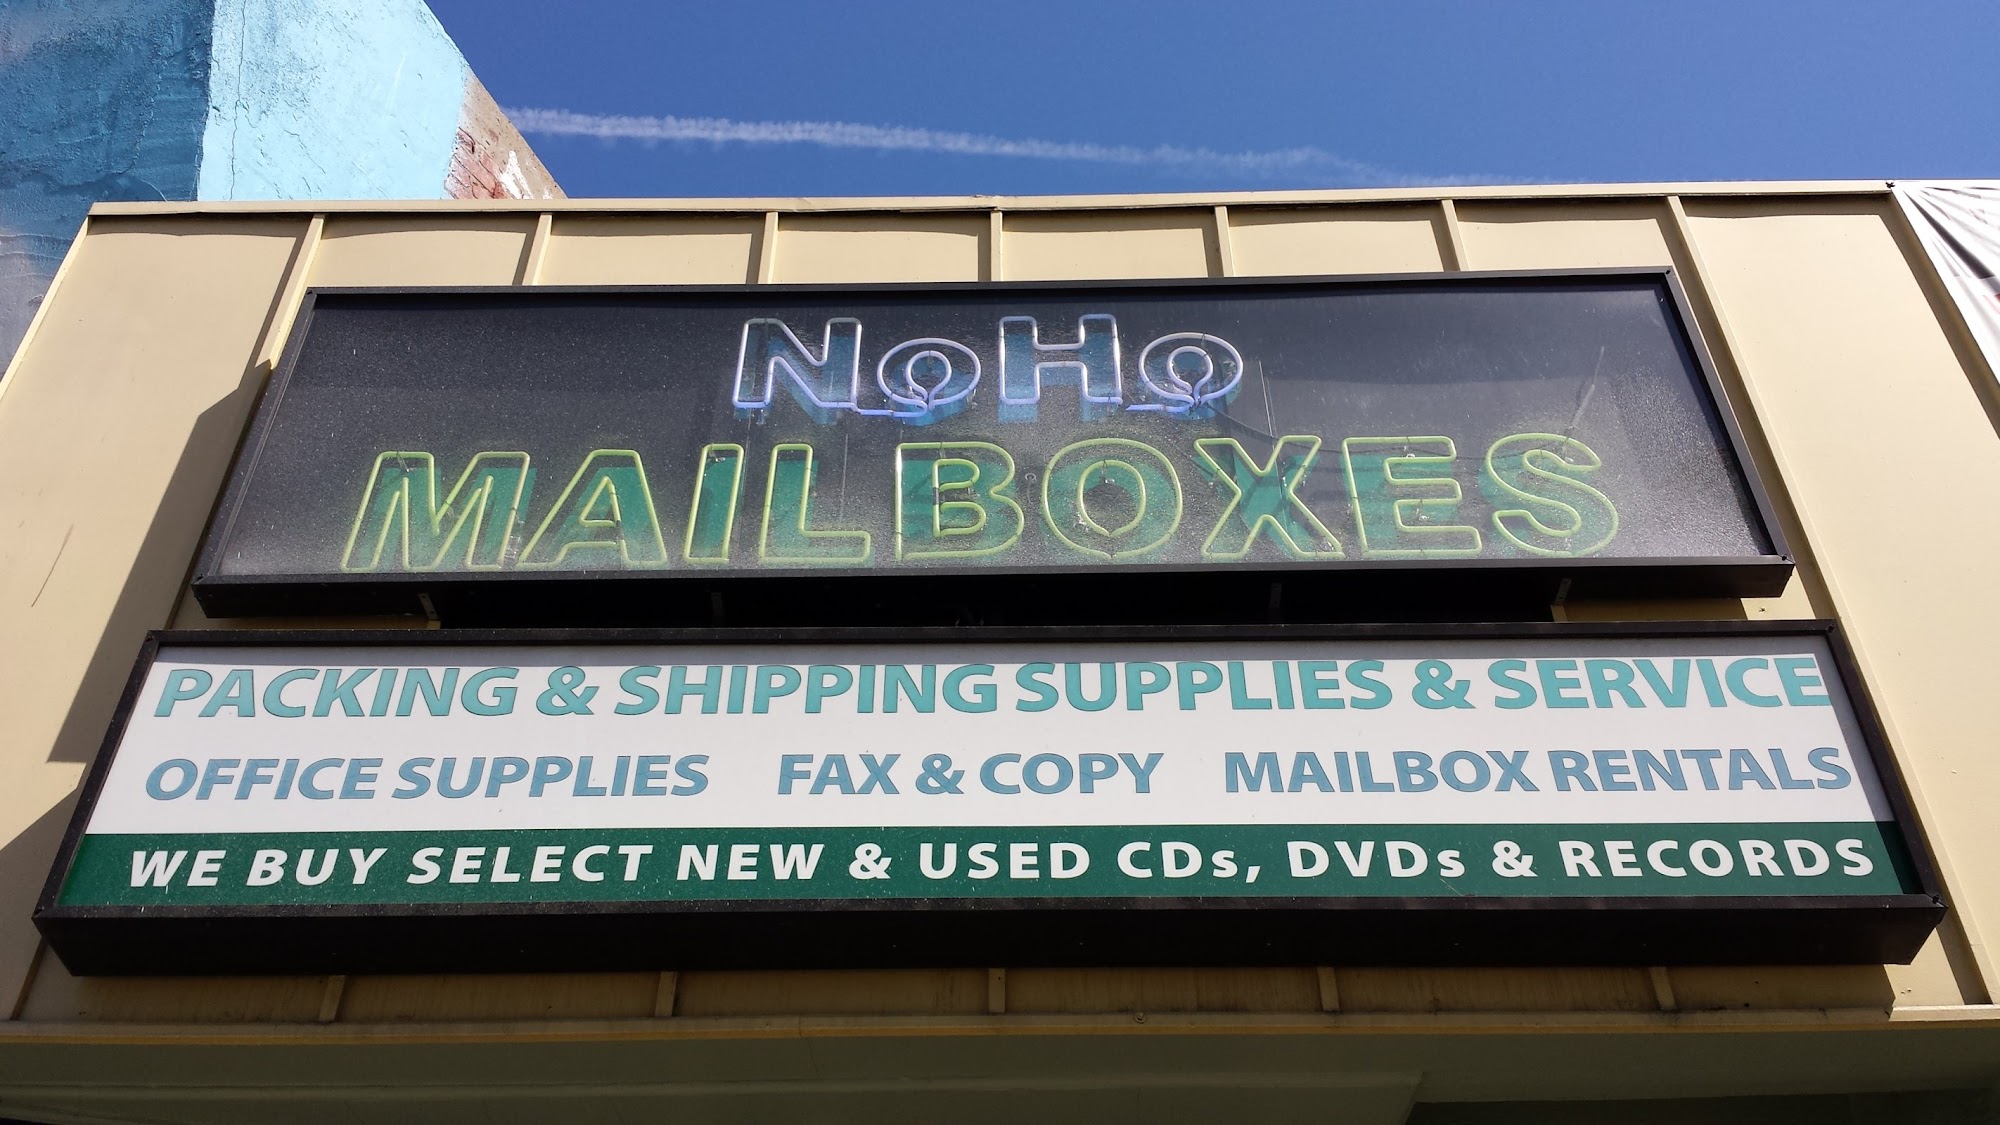 NoHo
MAILBOXES
PACKING & SHIPPING SUPPLIES & SERVICE
OFFICE SUPPLIES FAX & COPY MAILBOX RENTALS
WE BUY SELECT NEW & USED CDs, DVDs & RECORDS